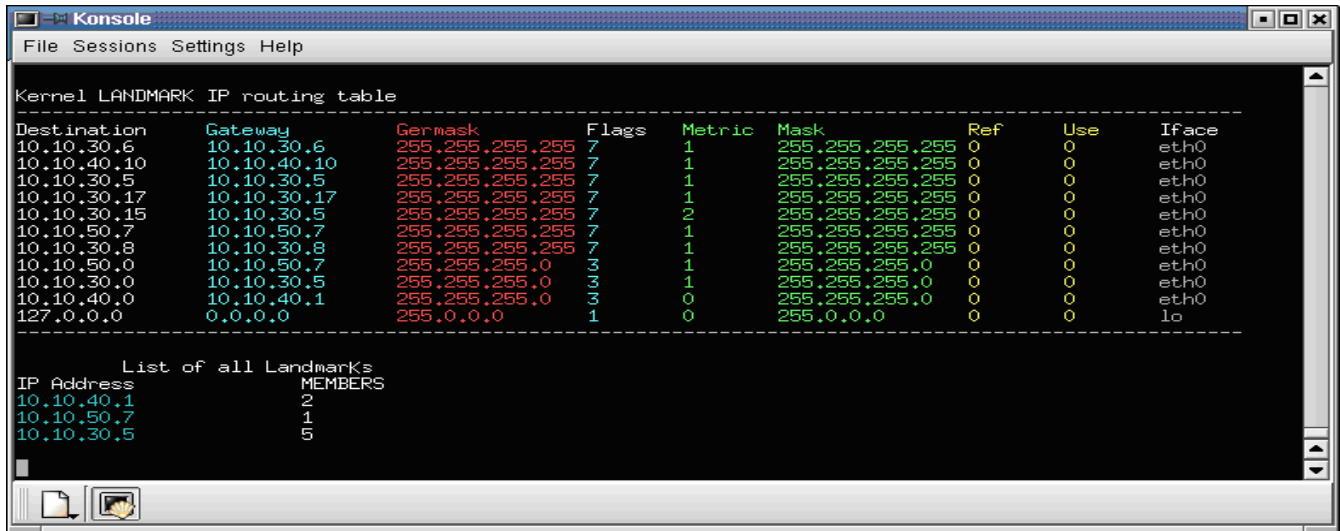 Konsole
File Sessions Settings Help
Kernel LANDMARK IP routing table
--------------------------------------------------------------------------------
Destination Gateway Germask Flags Metric Mask Ref Use Iface
10.10.30.6 10.10.30.6 255.255.255.255 7 1 255.255.255.255 0 0 eth0
10.10.40.10 10.10.40.10 255.255.255.255 7 1 255.255.255.255 0 0 eth0
10.10.30.5 10.10.30.5 255.255.255.255 7 1 255.255.255.255 0 0 eth0
10.10.30.17 10.10.30.17 255.255.255.255 7 1 255.255.255.255 0 0 eth0
10.10.30.15 10.10.30.5 255.255.255.255 7 2 255.255.255.255 0 0 eth0
10.10.50.7 10.10.50.7 255.255.255.255 7 1 255.255.255.255 0 0 eth0
10.10.30.8 10.10.30.8 255.255.255.255 7 1 255.255.255.255 0 0 eth0
10.10.50.0 10.10.50.7 255.255.255.0 3 1 255.255.255.0 0 0 eth0
10.10.30.0 10.10.30.5 255.255.255.0 3 1 255.255.255.0 0 0 eth0
10.10.40.0 10.10.40.1 255.255.255.0 3 0 255.255.255.0 0 0 eth0
127.0.0.0 0.0.0.0 255.0.0.0 1 0 255.0.0.0 0 0 lo
--------------------------------------------------------------------------------
List of all LandmarKs
IP Address MEMBERS
10.10.40.1 2
10.10.50.7 1
10.10.30.5 5